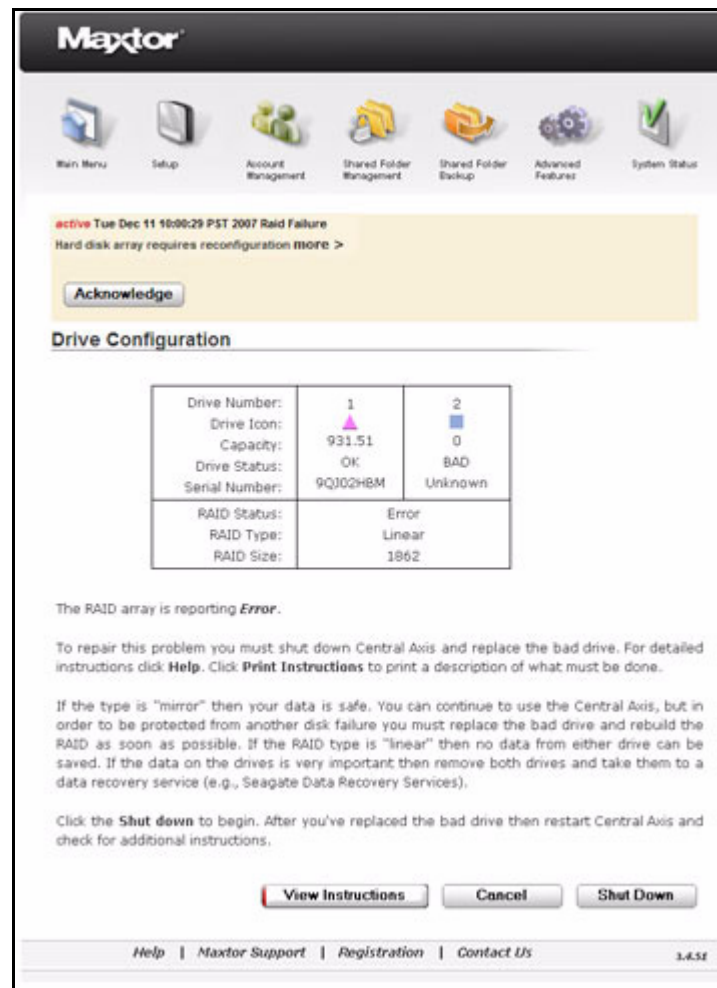 Maxtor
Main Menu
Setup
Account Management
Shared Folder Management
Shared Folder Backup
Advanced Features
System Status
active Tue Dec 11 10:00:29 PST 2007 Raid Failure
Hard disk array requires reconfiguration more >
Acknowledge
Drive Configuration
Drive Number: 1 2
Drive Icon:
Capacity: 931.51 0
Drive Status: OK BAD
Serial Number: 9QJ02HBM Unknown
RAID Status: Error
RAID Type: Linear
RAID Size: 1862
The RAID array is reporting Error.
To repair this problem you must shut down Central Axis and replace the bad drive. For detailed
instructions click Help. Click Print Instructions to print a description of what must be done.
If the type is "mirror" then your data is safe. You can continue to use the Central Axis, but in
order to be protected from another disk failure you must replace the bad drive and rebuild the
RAID as soon as possible. If the RAID type is "linear" then no data from either drive can be
saved. If the data on the drives is very important then remove both drives and take them to a
data recovery service (e.g., Seagate Data Recovery Services).
Click the Shut down to begin. After you've replaced the bad drive then restart Central Axis and
check for additional instructions.
View Instructions
Cancel
Shut Down
Help | Maxtor Support | Registration | Contact Us
3.4.51